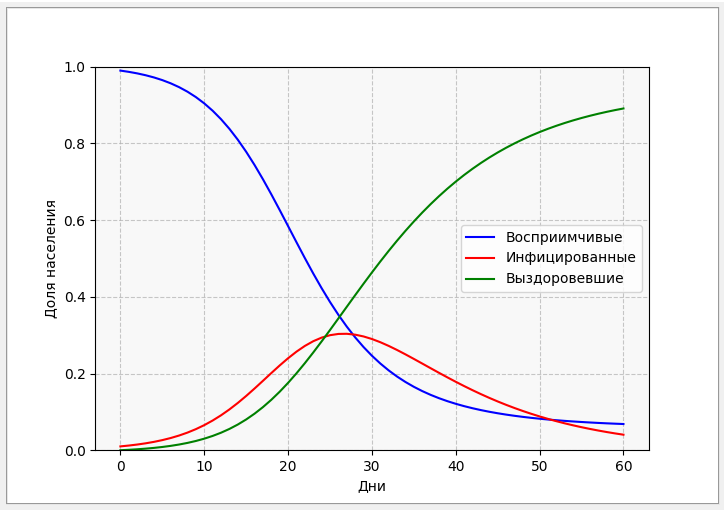 1.0
0.8
0.6
0.4
0.2
0.0
Доля населения
Восприимчивые
Инфицированные
Выздоровевшие
0 10 20 30 40 50 60
Дни